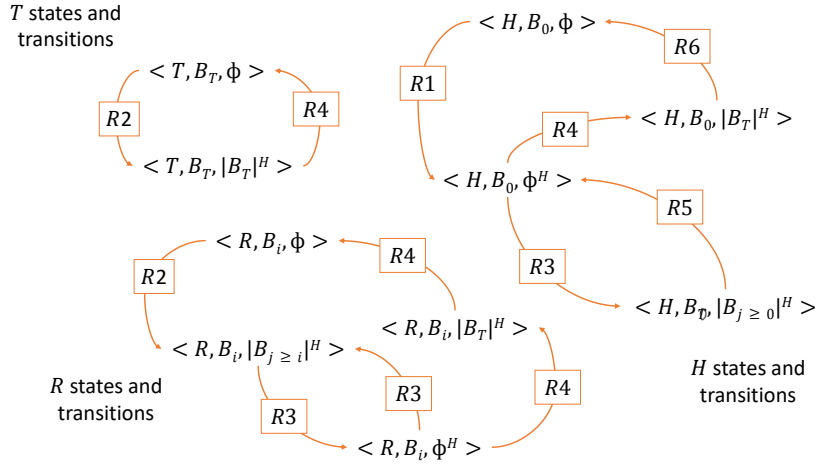 T states and
transitions
< T, B_T, ϕ >
R2
R4
< T, B_T, |B_T|^H >
< H, B_0, ϕ >
R6
R1
R4
< H, B_0, |B_T|^H >
< H, B_0, ϕ^H >
R5
R3
< H, B_0, |B_{j ≥ 0}|^H >
H states and
transitions
< R, B_i, ϕ >
R4
R2
< R, B_i, |B_T|^H >
< R, B_i, |B_{j ≥ i}|^H >
R3
R4
R3
< R, B_i, ϕ^H >
R states and
transitions